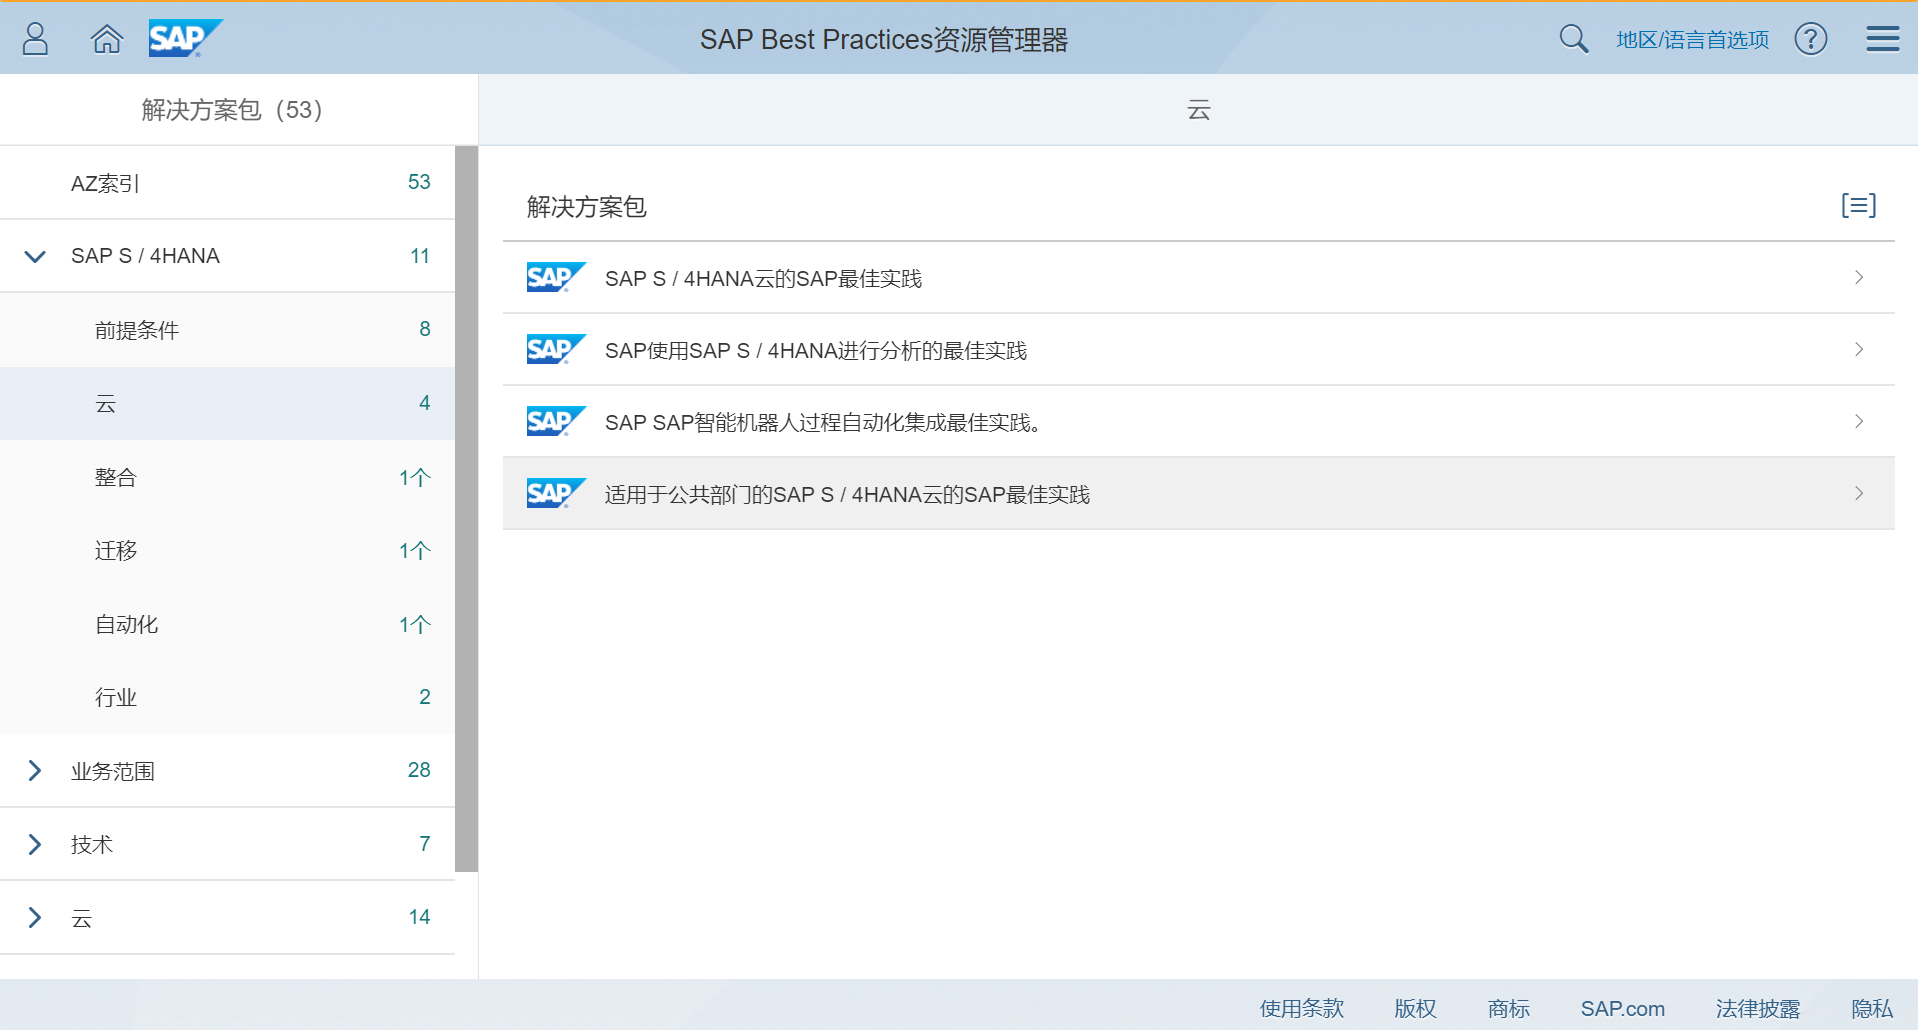 SAP
SAP Best Practices资源管理器
地区/语言首选项
解决方案包（53）
云
AZ索引 53
SAP S / 4HANA 11
前提条件 8
云 4
整合 1个
迁移 1个
自动化 1个
行业 2
业务范围 28
技术 7
云 14
解决方案包
SAP SAP S / 4HANA云的SAP最佳实践
SAP SAP使用SAP S / 4HANA进行分析的最佳实践
SAP SAP SAP智能机器人过程自动化集成最佳实践。
SAP 适用于公共部门的SAP S / 4HANA云的SAP最佳实践
使用条款 版权 商标 SAP.com 法律披露 隐私